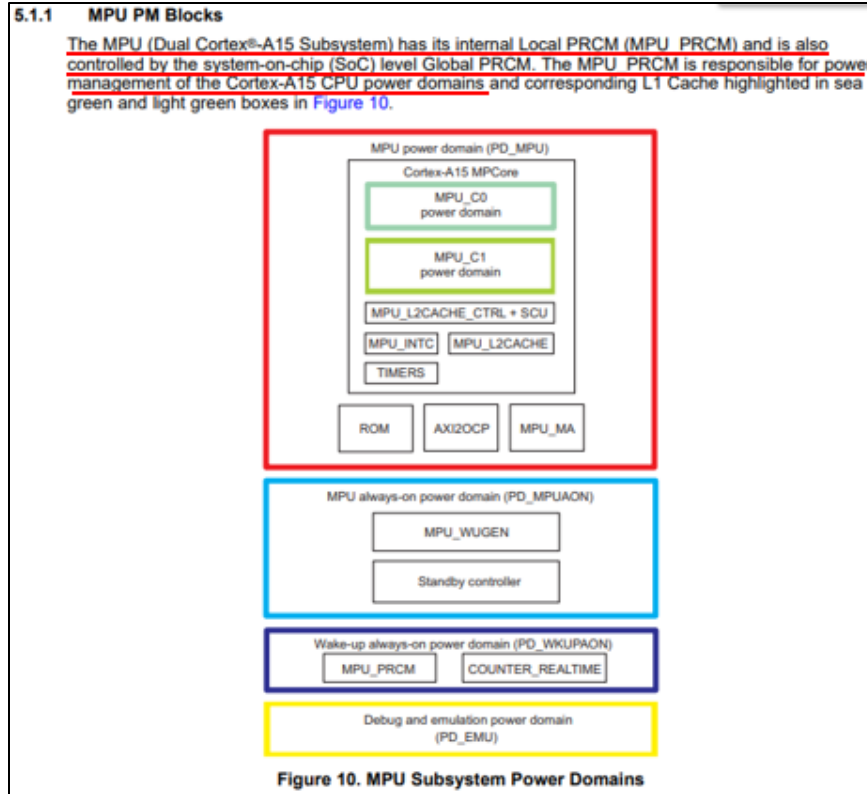 5.1.1 MPU PM Blocks
The MPU (Dual Cortex®-A15 Subsystem) has its internal Local PRCM (MPU_PRCM) and is also
controlled by the system-on-chip (SoC) level Global PRCM. The MPU_PRCM is responsible for power
management of the Cortex-A15 CPU power domains and corresponding L1 Cache highlighted in sea
green and light green boxes in Figure 10.
MPU power domain (PD_MPU)
Cortex-A15 MPCore
MPU_C0
power domain
MPU_C1
power domain
MPU_L2CACHE_CTRL + SCU
MPU_INTC MPU_L2CACHE
TIMERS
ROM AXI2OCP MPU_MA
MPU always-on power domain (PD_MPUAON)
MPU_WUGEN
Standby controller
Wake-up always-on power domain (PD_WKUPAON)
MPU_PRCM COUNTER_REALTIME
Debug and emulation power domain
(PD_EMU)
Figure 10. MPU Subsystem Power Domains